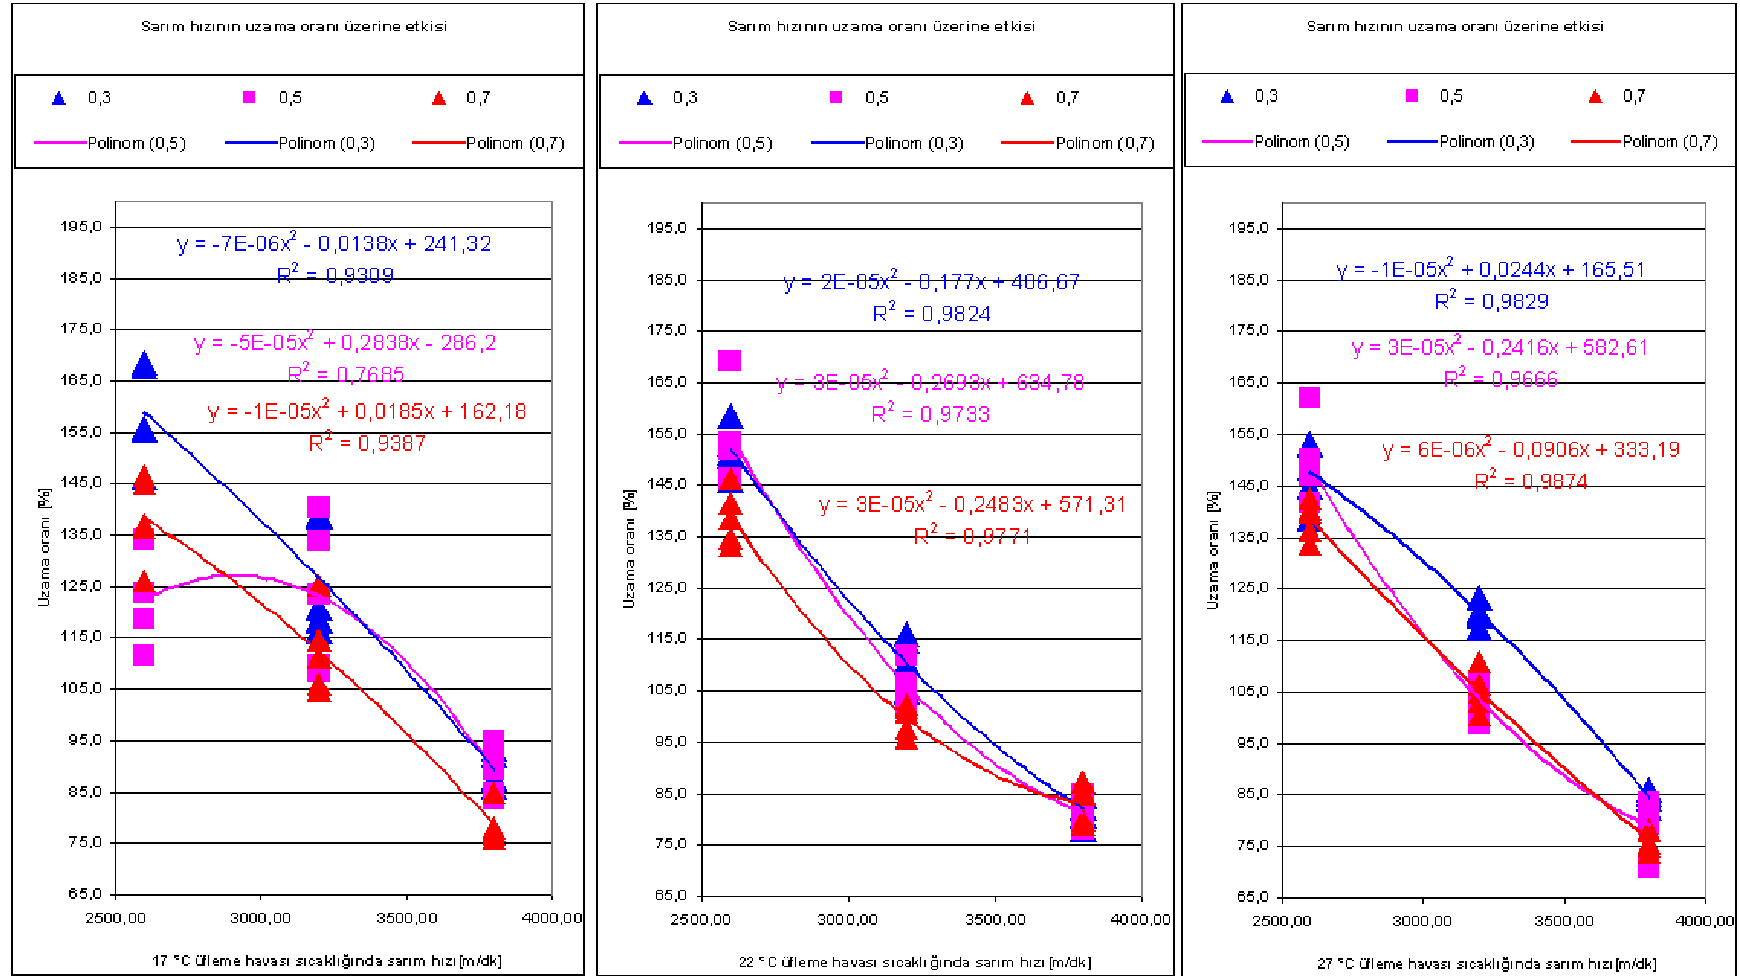 Sarım hızının uzama oranı üzerine etkisi
0,3 0,5 0,7
Polinom (0,5) Polinom (0,3) Polinom (0,7)
195,0
y = -7E-06x² - 0,0138x + 241,32
R² = 0,9309
185,0
175,0
y = -5E-05x² + 0,2838x - 286,2
R² = 0,7685
165,0
y = -1E-05x² + 0,0185x + 162,18
R² = 0,9387
155,0
145,0
135,0
125,0
115,0
105,0
95,0
85,0
75,0
65,0
Uzama oranı [%]
2500,00 3000,00 3500,00 4000,00
17 °C üfleme havası sıcaklığında sarım hızı [m/dk]
Sarım hızının uzama oranı üzerine etkisi
0,3 0,5 0,7
Polinom (0,5) Polinom (0,3) Polinom (0,7)
195,0
185,0
y = 2E-05x² - 0,177x + 406,67
R² = 0,9824
175,0
165,0
y = 3E-05x² - 0,2693x + 634,78
R² = 0,9733
155,0
145,0
y = 3E-05x² - 0,2483x + 571,31
R² = 0,9771
135,0
125,0
115,0
105,0
95,0
85,0
75,0
65,0
Uzama oranı [%]
2500,00 3000,00 3500,00 4000,00
22 °C üfleme havası sıcaklığında sarım hızı [m/dk]
Sarım hızının uzama oranı üzerine etkisi
0,3 0,5 0,7
Polinom (0,5) Polinom (0,3) Polinom (0,7)
195,0
185,0
y = -1E-05x² + 0,0244x + 165,51
R² = 0,9829
175,0
y = 3E-05x² - 0,2416x + 582,61
R² = 0,9666
165,0
155,0
y = 6E-06x² - 0,0906x + 333,19
R² = 0,9874
145,0
135,0
125,0
115,0
105,0
95,0
85,0
75,0
65,0
Uzama oranı [%]
2500,00 3000,00 3500,00 4000,00
27 °C üfleme havası sıcaklığında sarım hızı [m/dk]